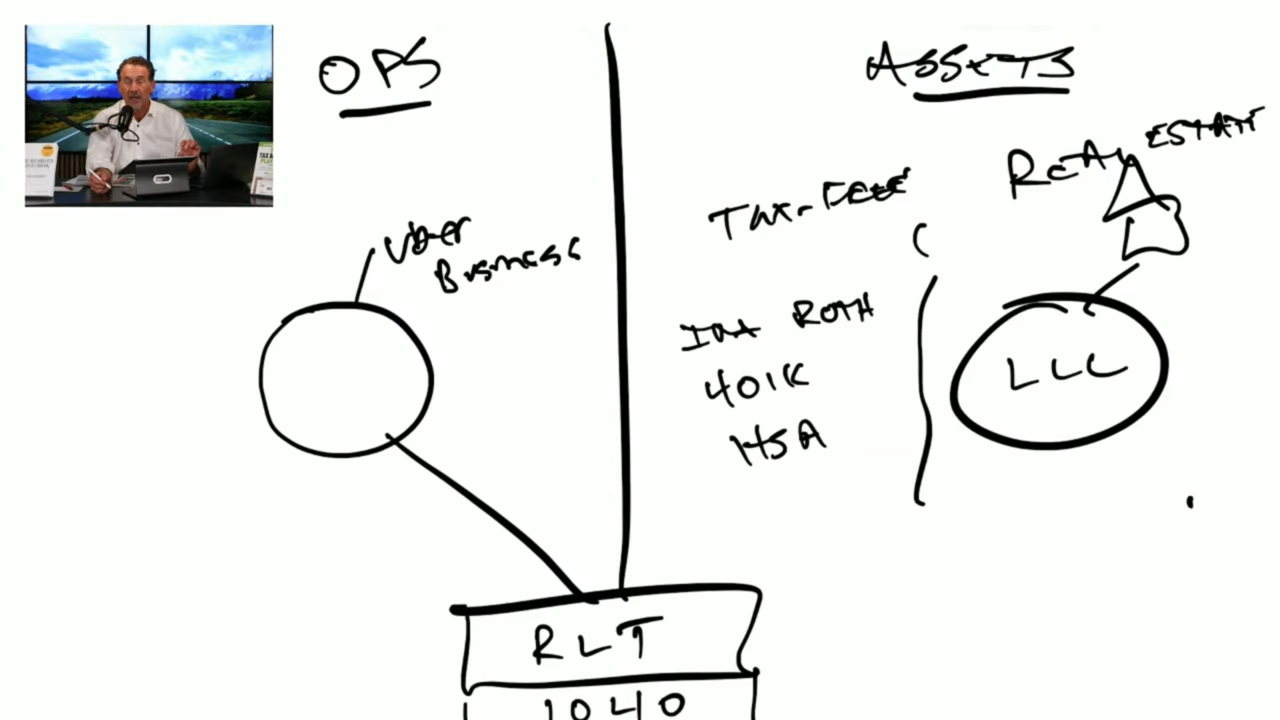 OPS
ASSETS
REAL ESTATE
TAX-FREE
Uber
Business
IRA ROTH
401K
HSA
LLC
RLT
1040